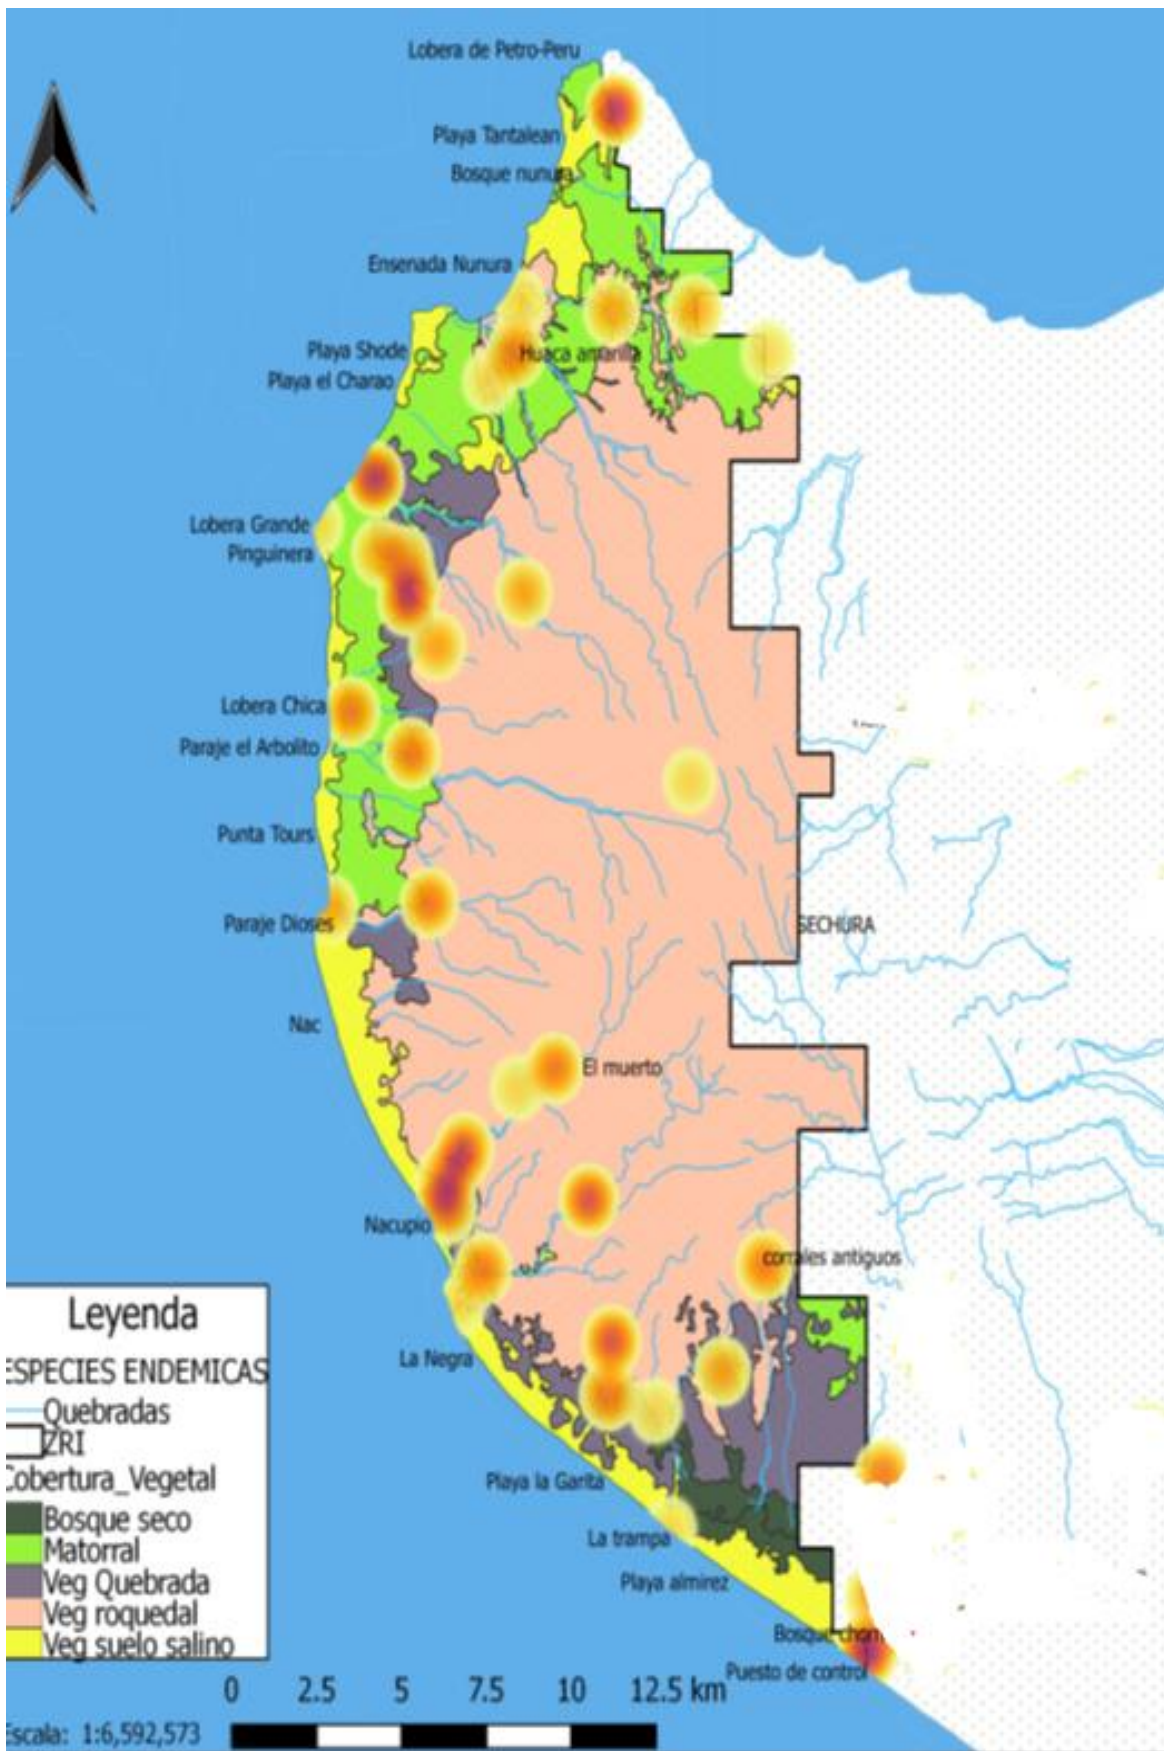 Lobera de Petro-Peru
Playa Tantalean
Bosque nunura
Ensenada Nunura
Playa Shode
Huaca amarilla
Playa el Charao
Lobera Grande
Pinguinera
Lobera Chica
Paraje el Arbolito
Punta Tours
Paraje Dioses
SECHURA
Nac
El muerto
Nacupio
corrales antiguos
La Negra
Playa la Garita
La trampa
Playa almirez
Bosque chom
Puesto de control
Leyenda
ESPECIES ENDEMICAS
Quebradas
ZRI
Cobertura_Vegetal
Bosque seco
Matorral
Veg Quebrada
Veg roquedal
Veg suelo salino
0 2.5 5 7.5 10 12.5 km
Escala: 1:6,592,573